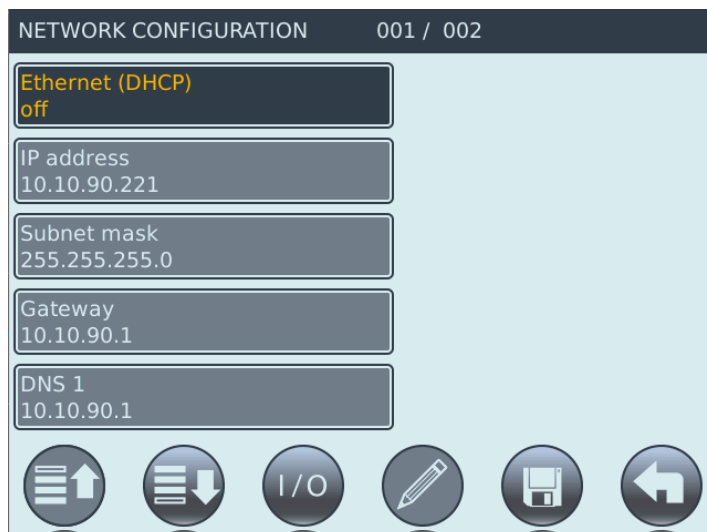 NETWORK CONFIGURATION 001 / 002
Ethernet (DHCP)
off
IP address
10.10.90.221
Subnet mask
255.255.255.0
Gateway
10.10.90.1
DNS 1
10.10.90.1
I/O